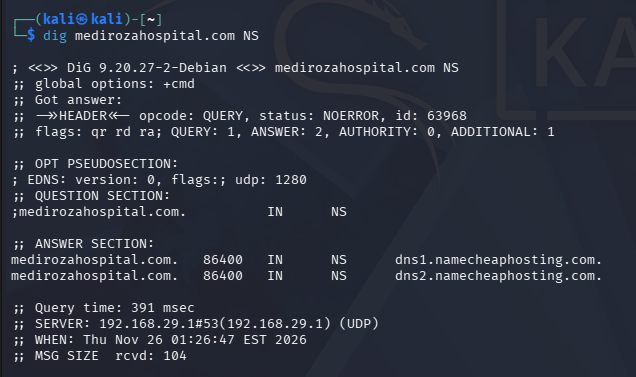 ┌──(kali㉿kali)-[~]
└─$ dig medirozahospital.com NS
; <<>> DiG 9.20.27-2-Debian <<>> medirozahospital.com NS
;; global options: +cmd
;; Got answer:
;; ->>HEADER<<- opcode: QUERY, status: NOERROR, id: 63968
;; flags: qr rd ra; QUERY: 1, ANSWER: 2, AUTHORITY: 0, ADDITIONAL: 1
;; OPT PSEUDOSECTION:
; EDNS: version: 0, flags:; udp: 1280
;; QUESTION SECTION:
;medirozahospital.com. IN NS
;; ANSWER SECTION:
medirozahospital.com. 86400 IN NS dns1.namecheaphosting.com.
medirozahospital.com. 86400 IN NS dns2.namecheaphosting.com.
;; Query time: 391 msec
;; SERVER: 192.168.29.1#53(192.168.29.1) (UDP)
;; WHEN: Thu Nov 26 01:26:47 EST 2026
;; MSG SIZE rcvd: 104
KA